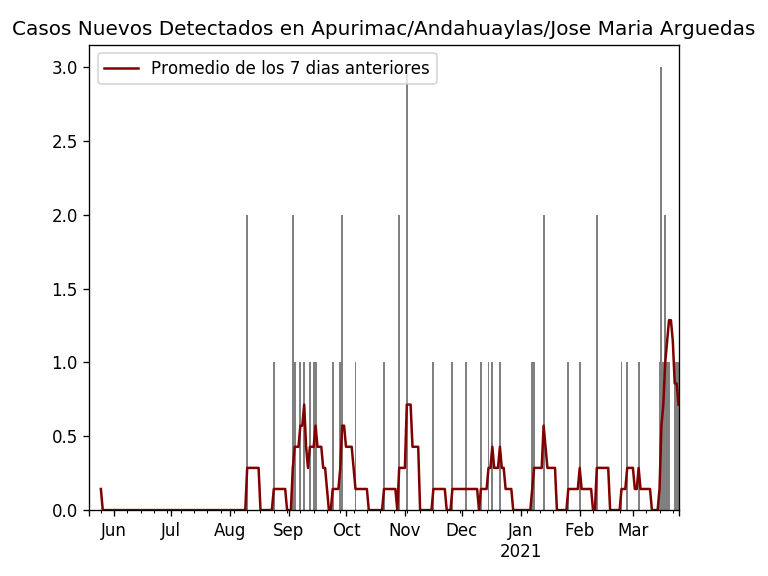 Casos Nuevos Detectados en Apurimac/Andahuaylas/Jose Maria Arguedas
Promedio de los 7 dias anteriores
3.0
2.5
2.0
1.5
1.0
0.5
0.0
Jun Jul Aug Sep Oct Nov Dec Jan Feb Mar
2021